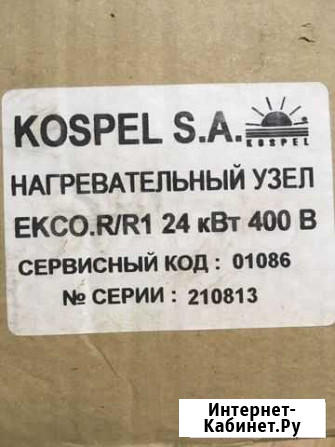 KOSPEL S.A.
KOSPEL
НАГРЕВАТЕЛЬНЫЙ УЗЕЛ
EKCO.R/R1 24 кВт 400 В
СЕРВИСНЫЙ КОД : 01086
№ СЕРИИ : 210813
Интернет-
Кабинет.Ру